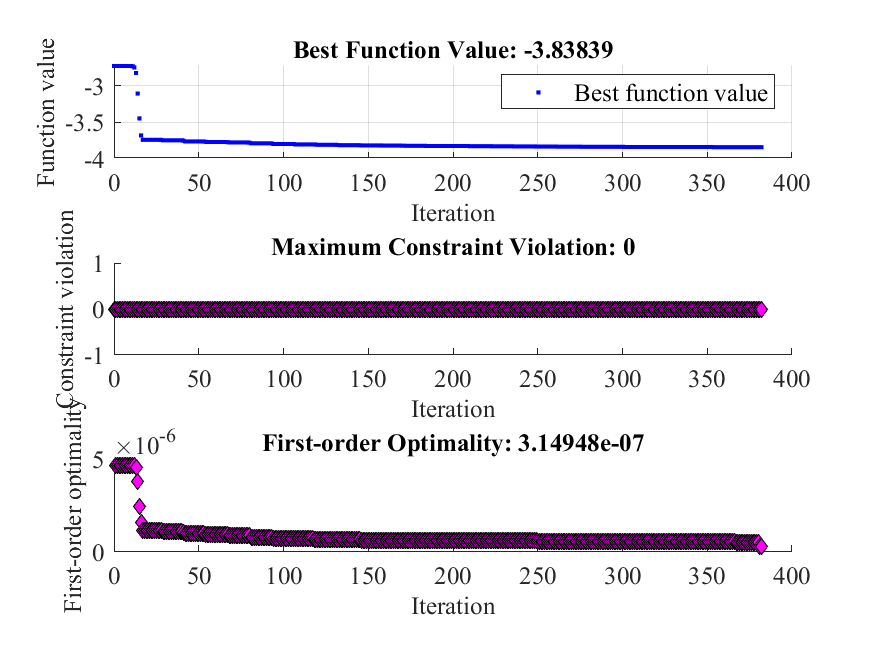 Best Function Value: -3.83839
Function value
-3
-3.5
-4
Best function value
0 50 100 150 200 250 300 350 400
Iteration
Maximum Constraint Violation: 0
Constraint violation
1
0
-1
0 50 100 150 200 250 300 350 400
Iteration
First-order Optimality: 3.14948e-07
First-order optimality
×10-6
5
0
0 50 100 150 200 250 300 350 400
Iteration